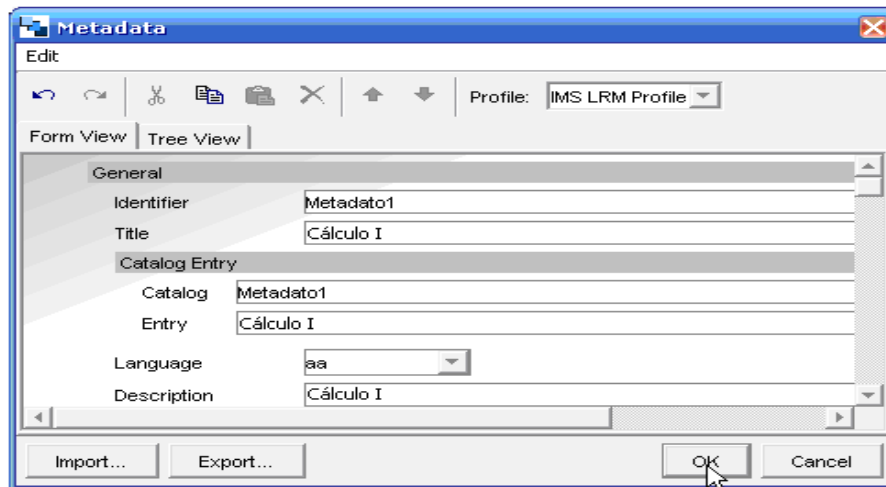 Metadata
Edit
Profile: IMS LRM Profile
Form View Tree View
General
Identifier Metadato1
Title Cálculo I
Catalog Entry
Catalog Metadato1
Entry Cálculo I
Language aa
Description Cálculo I
Import... Export... OK Cancel